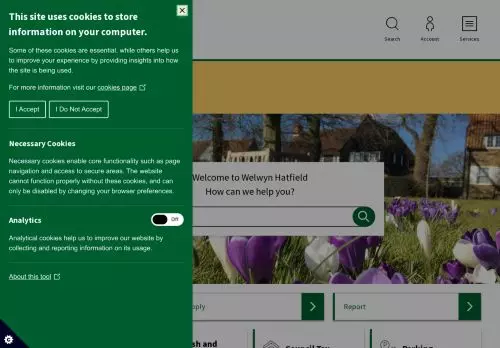 This site uses cookies to store
information on your computer.
Some of these cookies are essential, while others help us
to improve your experience by providing insights into how
the site is being used.
For more information visit our cookies page
I Accept
I Do Not Accept
Necessary Cookies
Necessary cookies enable core functionality such as page
navigation and access to secure areas. The website
cannot function properly without these cookies, and can
only be disabled by changing your browser preferences.
Analytics
Off
Analytical cookies help us to improve our website by
collecting and reporting information on its usage.
About this tool
Search
Account
Services
Welcome to Welwyn Hatfield
How can we help you?
Report
and